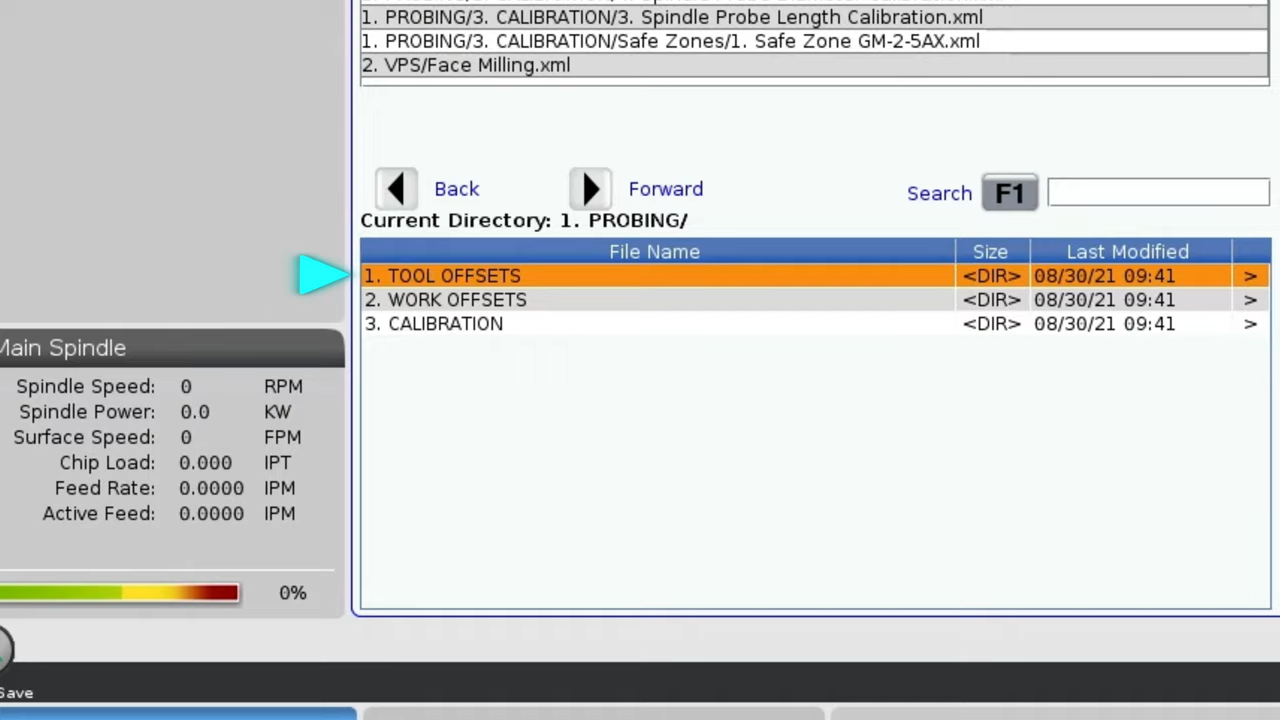 1. PROBING/3. CALIBRATION/3. Spindle Probe Length Calibration.xml
1. PROBING/3. CALIBRATION/Safe Zones/1. Safe Zone GM-2-5AX.xml
2. VPS/Face Milling.xml
Back
Forward
Search F1
Current Directory: 1. PROBING/
File Name Size Last Modified
1. TOOL OFFSETS <DIR> 08/30/21 09:41 >
2. WORK OFFSETS <DIR> 08/30/21 09:41 >
3. CALIBRATION <DIR> 08/30/21 09:41 >
Main Spindle
Spindle Speed: 0 RPM
Spindle Power: 0.0 KW
Surface Speed: 0 FPM
Chip Load: 0.000 IPT
Feed Rate: 0.0000 IPM
Active Feed: 0.0000 IPM
0%
Save